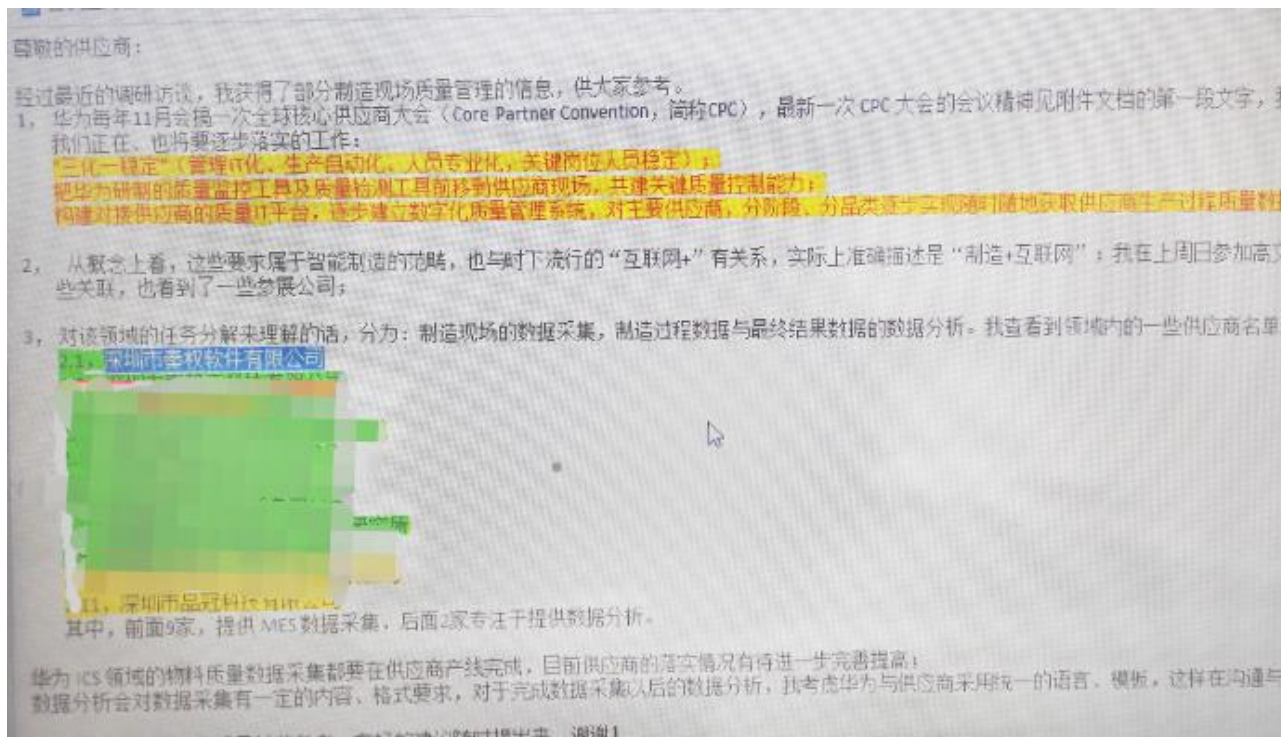 尊敬的供应商：
经过最近的调研访谈，我获得了部分制造现场质量管理的信息，供大家参考。
1， 华为每年11月会搞一次全球核心供应商大会（Core Partner Convention，简称CPC），最新一次 CPC 大会的会议精神见附件文档的第一段文字，
我们正在、也将要逐步落实的工作：
“三化一稳定”（管理IT化、生产自动化、人员专业化，关键岗位人员稳定）；
把华为研制的质量监控工具及质量检测工具前移到供应商现场，共建关键质量控制能力；
构建对接供应商的质量IT平台，逐步建立数字化质量管理系统，对主要供应商，分阶段、分品类逐步实现随时随地获取供应商生产过程质量数
2， 从概念上看，这些要求属于智能制造的范畴，也与时下流行的“互联网+”有关系，实际上准确描述是“制造+互联网”；我在上周日参加高
些关联，也看到了一些参展公司；
3， 对该领域的任务分解来理解的话，分为：制造现场的数据采集，制造过程数据与最终结果数据的数据分析。我查看到领域内的一些供应商名单
2.1，深圳市秦权软件有限公司
11，深圳市品冠科技有限公司
其中，前面9家，提供 MES 数据采集，后面2家专注于提供数据分析。
华为 ICS 领域的物料质量数据采集都要在供应商产线完成，目前供应商的落实情况有待进一步完善提高；
数据分析会对数据采集有一定的内容、格式要求，对于完成数据采集以后的数据分析，我考虑华为与供应商采用统一的语言、模板，这样在沟通与
随时提出来，谢谢1